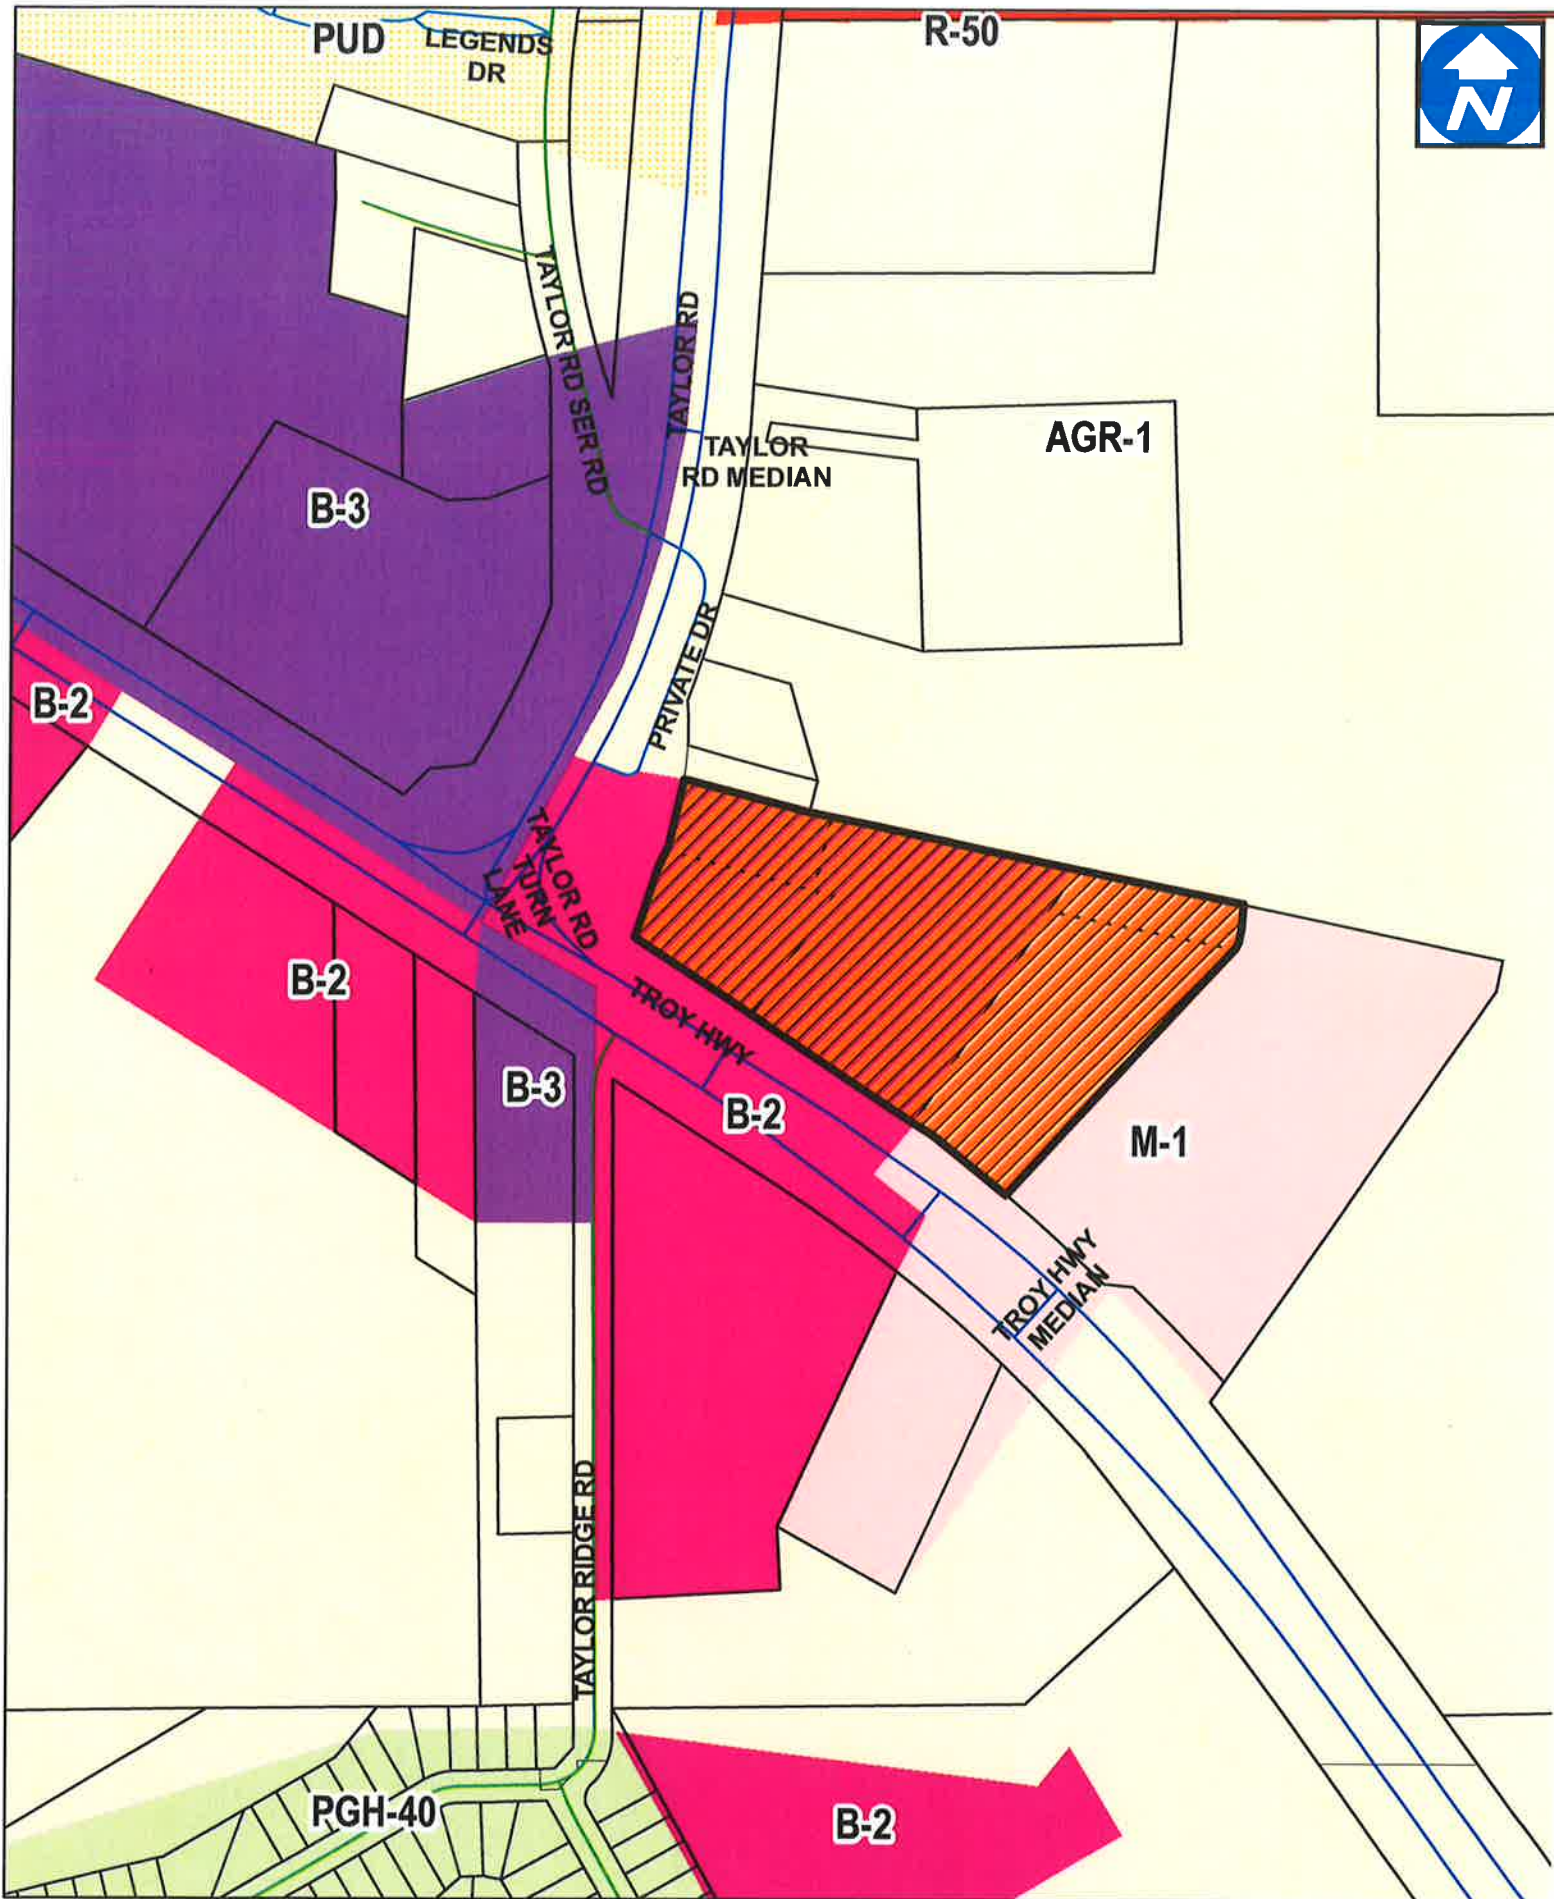 PUD
LEGENDS
DR
R-50
N
TAYLOR RD SER RD
TAYLOR RD
TAYLOR
RD MEDIAN
AGR-1
B-3
PRIVATE DR
B-2
TAYLOR RD
TURN
LANE
B-2
TROY HWY
B-3
B-2
M-1
TROY HWY
MEDIAN
TAYLOR RIDGE RD
PGH-40
B-2